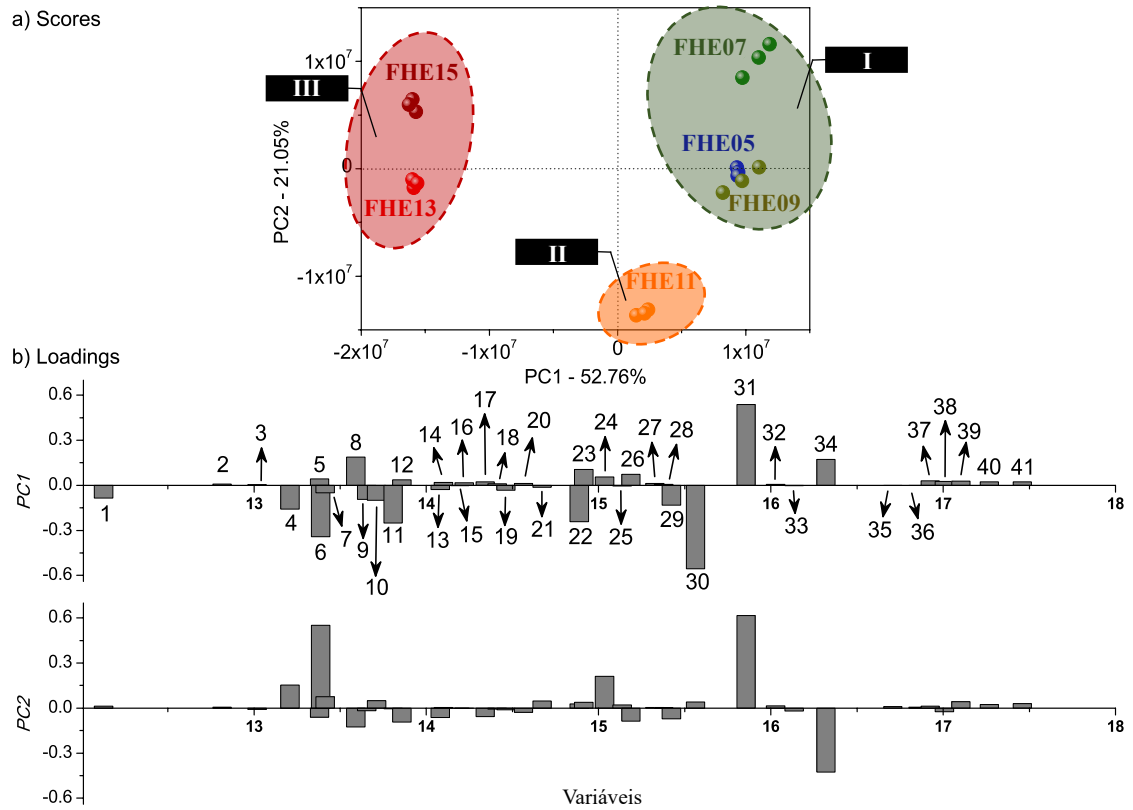 a) Scores
PC2 - 21.05%
1x10⁷
0
-1x10⁷
FHE07
I
FHE15
III
FHE05
FHE13
FHE09
II
FHE11
-2x10⁷ -1x10⁷ 0 1x10⁷
PC1 - 52.76%
b) Loadings
PC1
0.6
0.3
0.0
-0.3
-0.6
1 2 3 4 5 6 7 8 9 10 11 12 13 14 15 16 17 18 19 20 21 22 23 24 25 26 27 28 29 30 31 32 33 34 35 36 37 38 39 40 41
13 14 15 16 17 18
PC2
0.6
0.3
0.0
-0.3
-0.6
13 14 15 16 17 18
Variáveis